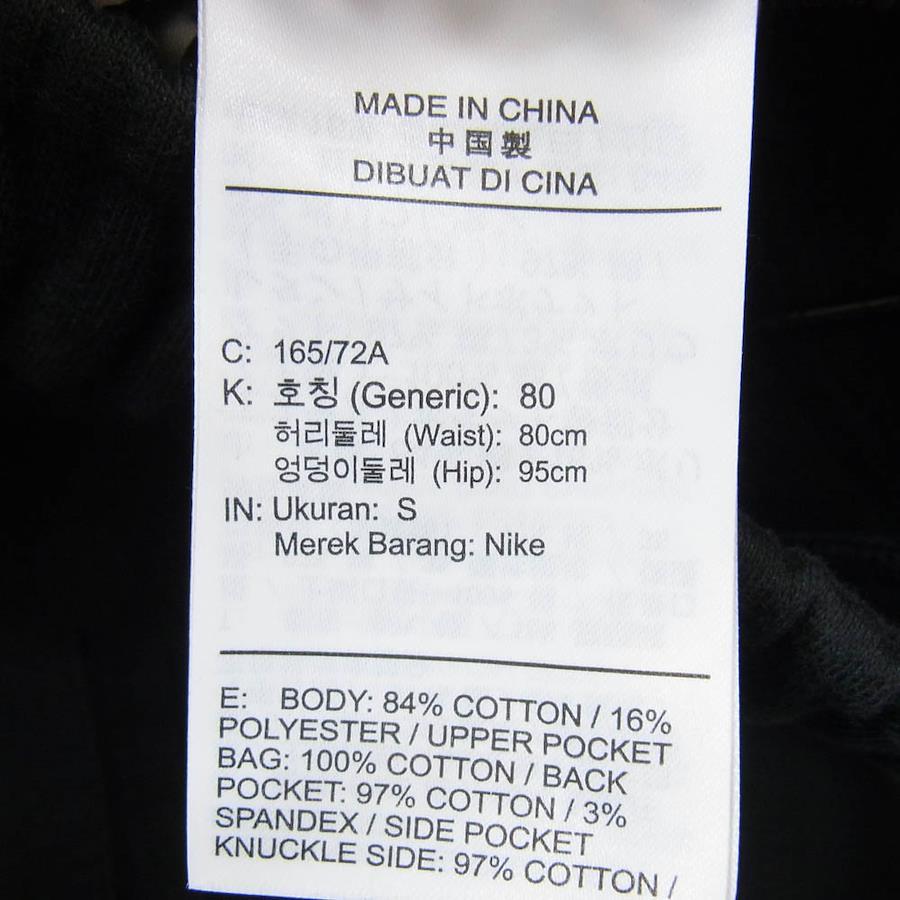 MADE IN CHINA
中国製
DIBUAT DI CINA
C: 165/72A
K: 호칭 (Generic): 80
허리둘레 (Waist): 80cm
엉덩이둘레 (Hip): 95cm
IN: Ukuran: S
Merek Barang: Nike
E: BODY: 84% COTTON / 16%
POLYESTER / UPPER POCKET
BAG: 100% COTTON / BACK
POCKET: 97% COTTON / 3%
SPANDEX / SIDE POCKET
KNUCKLE SIDE: 97% COTTON /